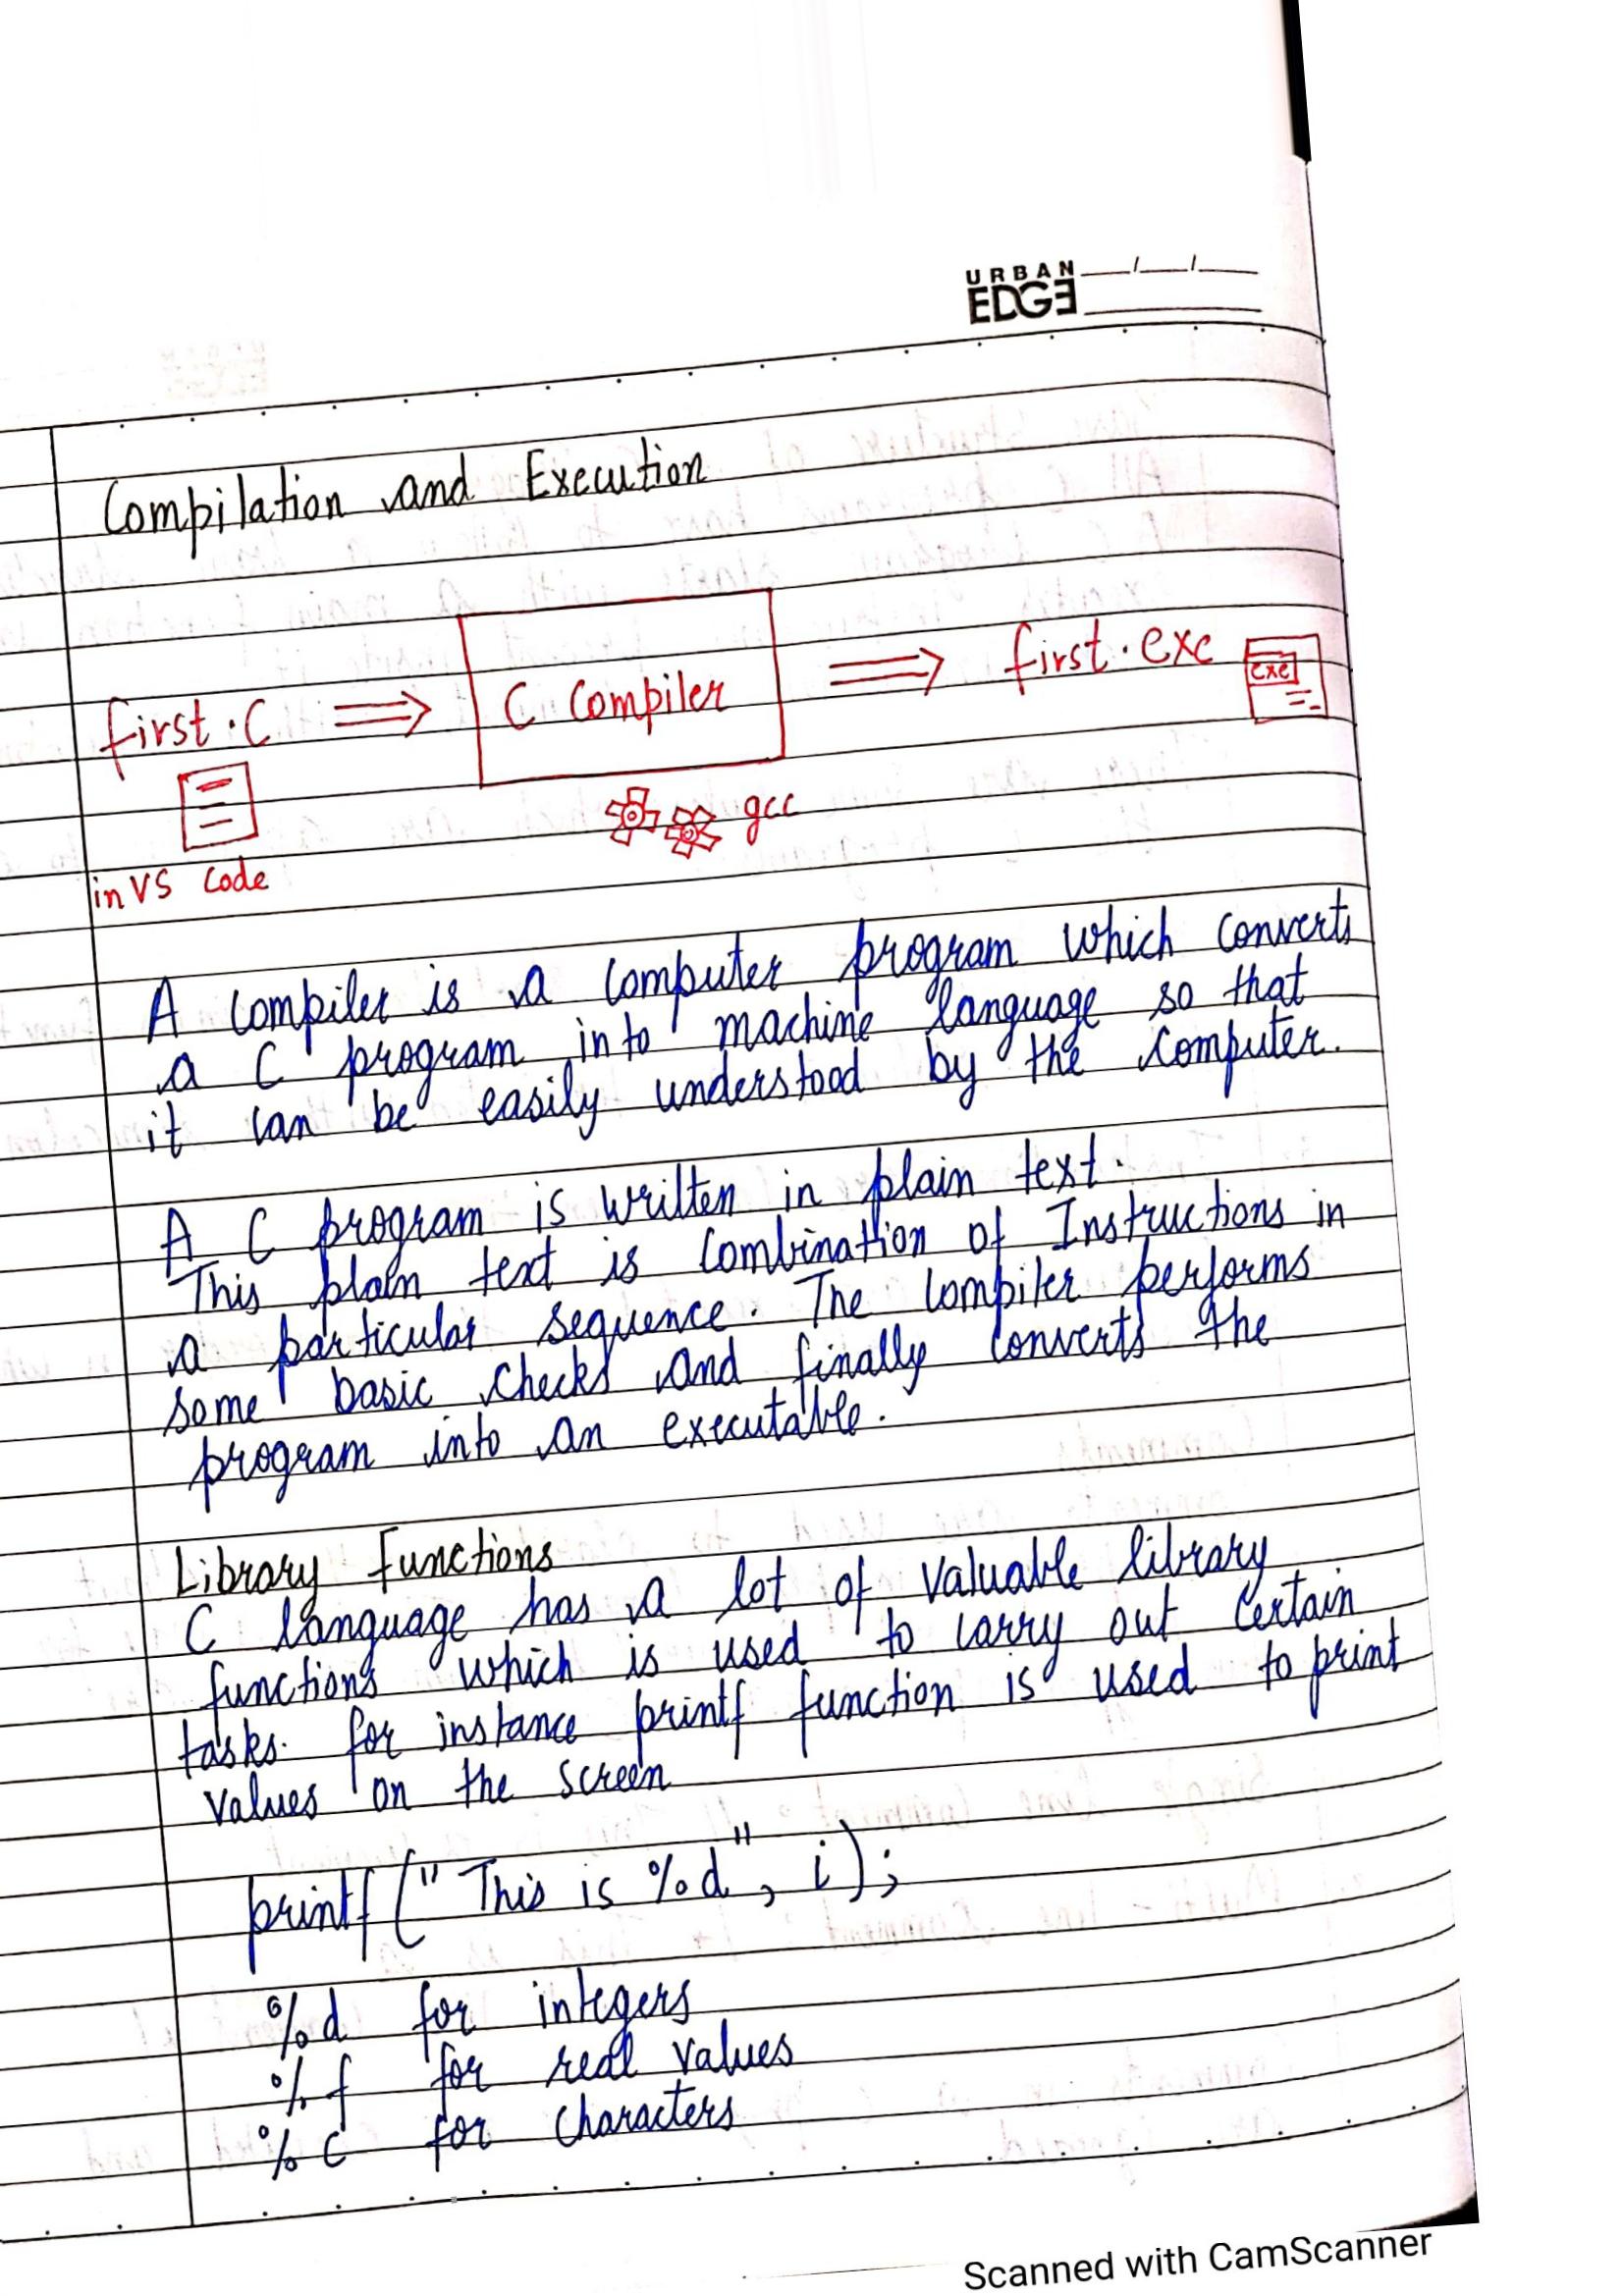 URBAN
EDGE
Compilation and Execution
first.C ⟹ C Compiler ⟹ first.exe
exe
gcc
in VS Code
A compiler is a computer program which converts
a C program into machine language so that
it can be easily understood by the computer.
A C program is written in plain text.
This plain text is combination of Instructions in
a particular sequence. The compiler performs
some basic checks and finally converts the
program into an executable.
Library Functions
C language has a lot of valuable library
functions which is used to carry out certain
tasks. for instance printf function is used to print
values on the screen
printf("This is %d", i);
%d for integers
%f for real values
%c for characters
Scanned with CamScanner